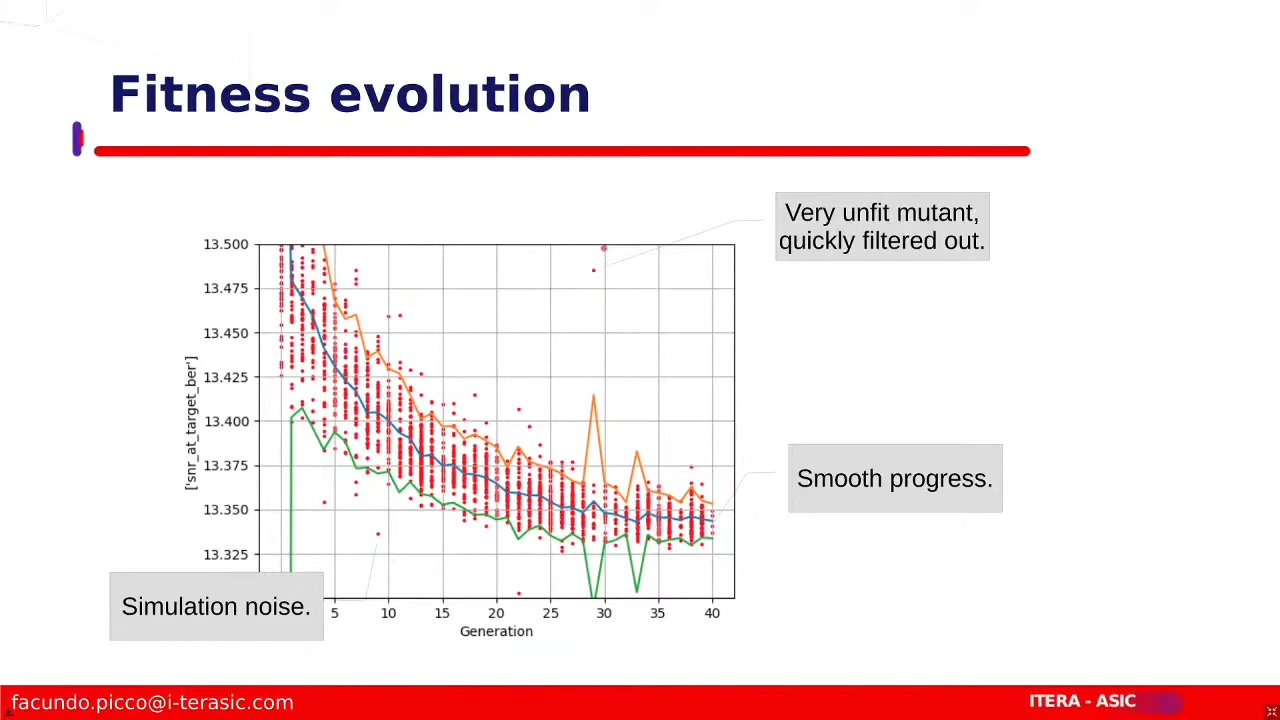 Fitness evolution
Very unfit mutant,
quickly filtered out.
13.500
13.475
13.450
13.425
13.400
13.375
13.350
13.325
['snr_at_target_ber']
Smooth progress.
Simulation noise.
5 10 15 20 25 30 35 40
Generation
facundo.picco@i-terasic.com
ITERA - ASIC